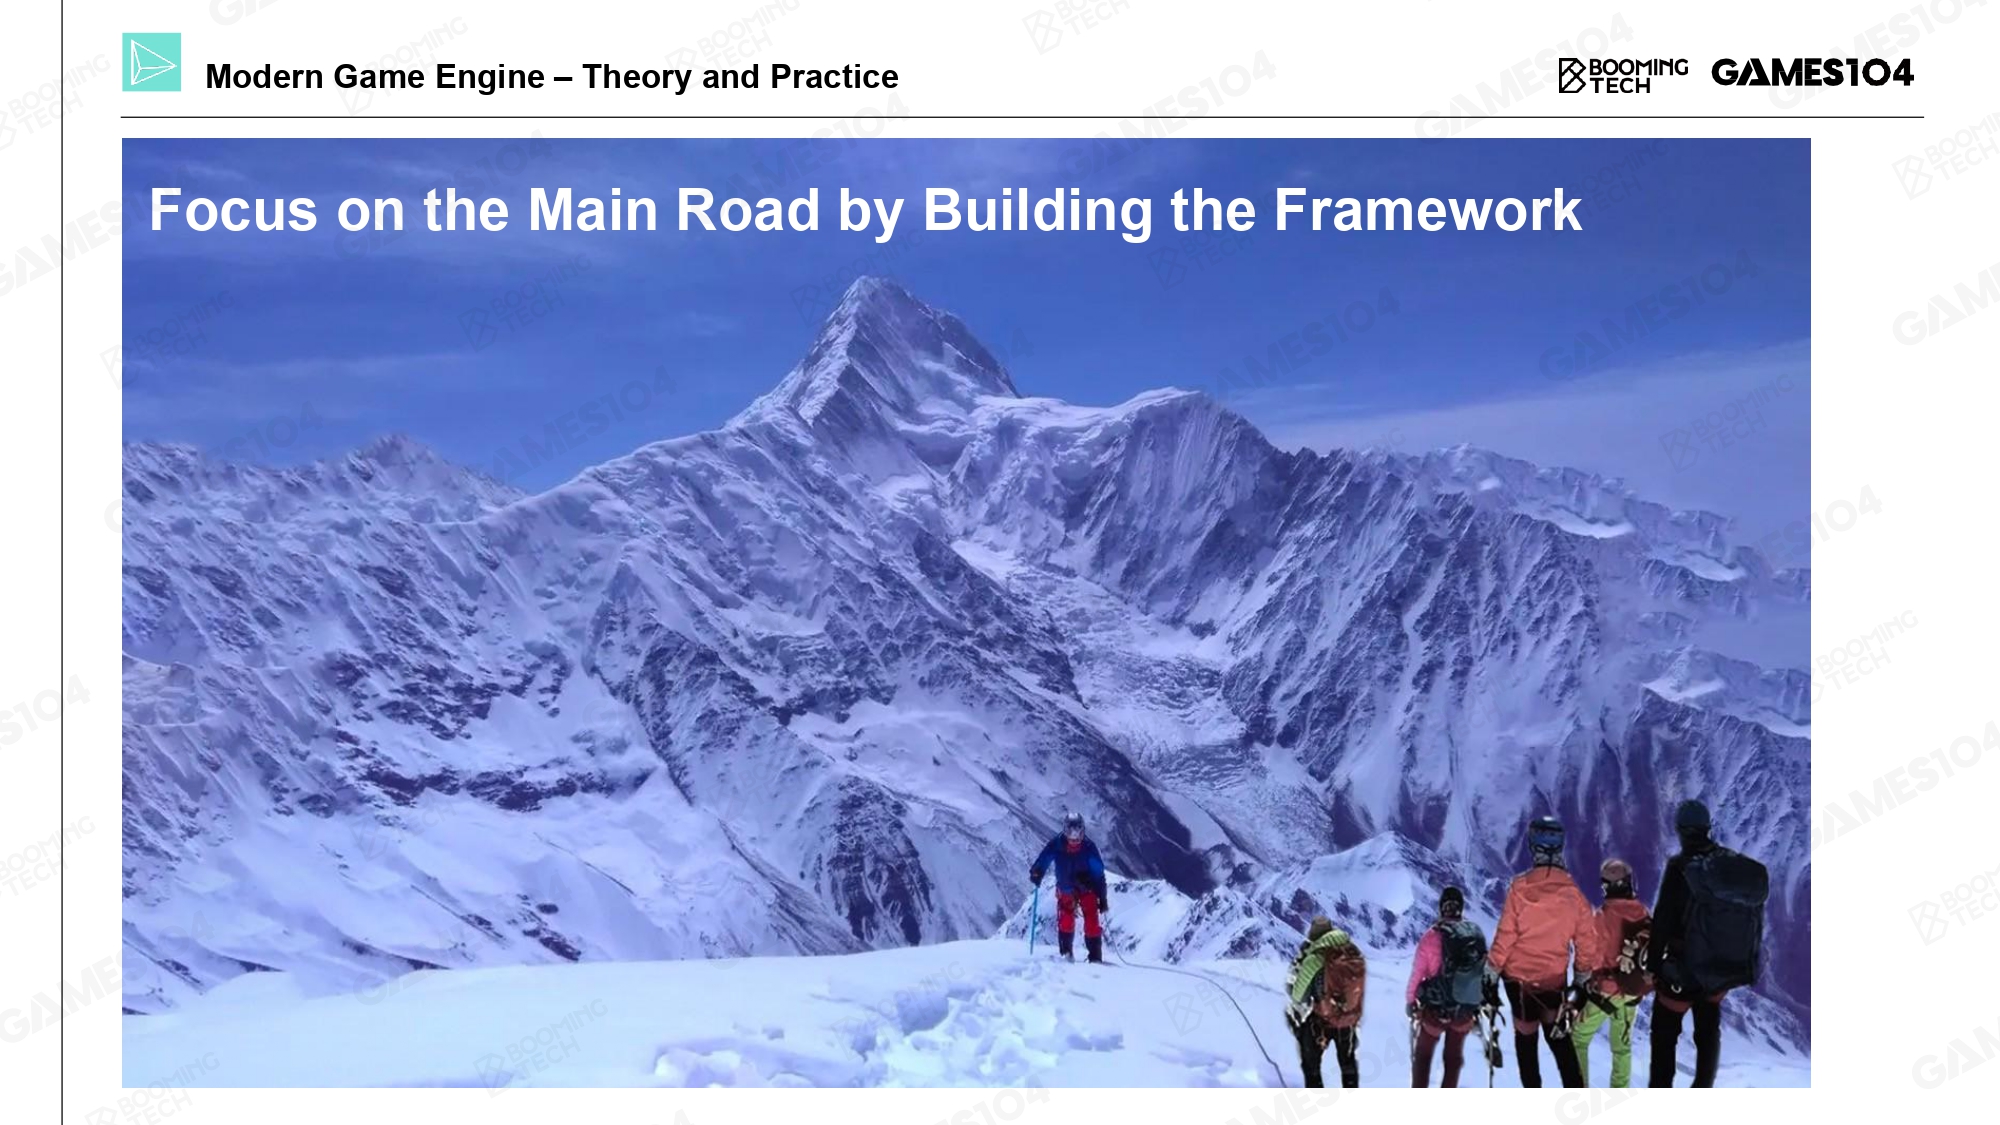 Modern Game Engine – Theory and Practice
BOOMING
TECH
GAMES104
Focus on the Main Road by Building the Framework